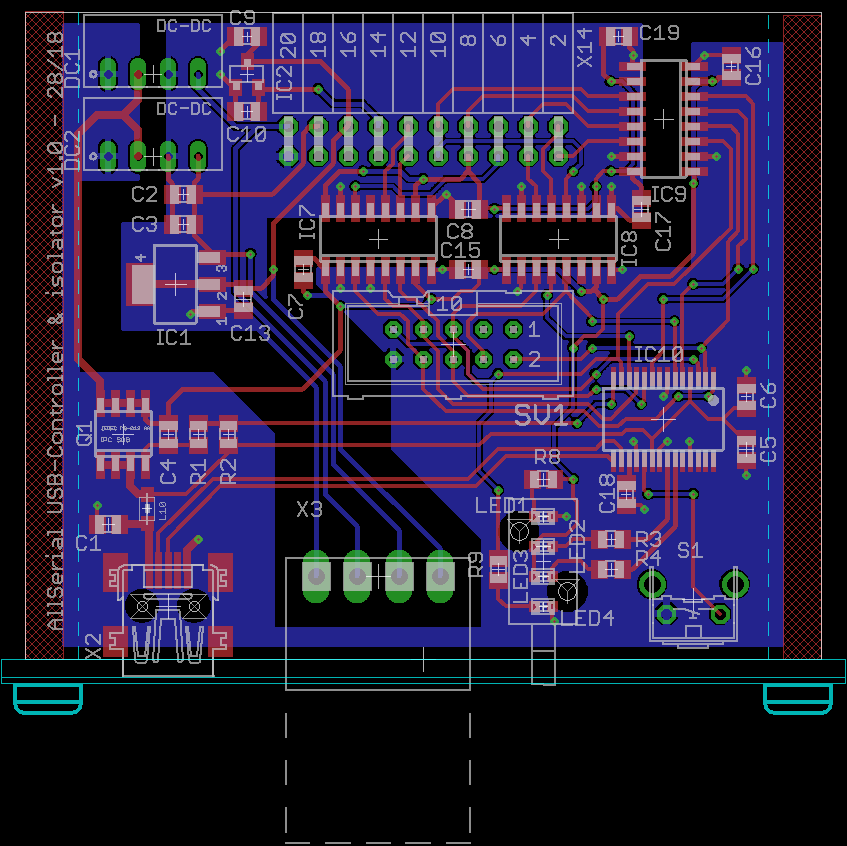 AllSerial USB-Controller & isolator v1.0 - 28/18
DC1
DC-DC
DC2
DC-DC
C9
IC2
C10
20
18
16
14
12
10
8
6
4
2
X14
C19
C16
IC9
C17
C2
C3
IC7
C8
C15
IC8
4
3
2
1
IC1
C13
C7
10
1
2
SV1
IC10
C6
C5
Q1
C4
R1
R2
L10
C1
X2
X3
R8
LED1
LED2
LED3
LED4
R9
C18
R3
R4
S1